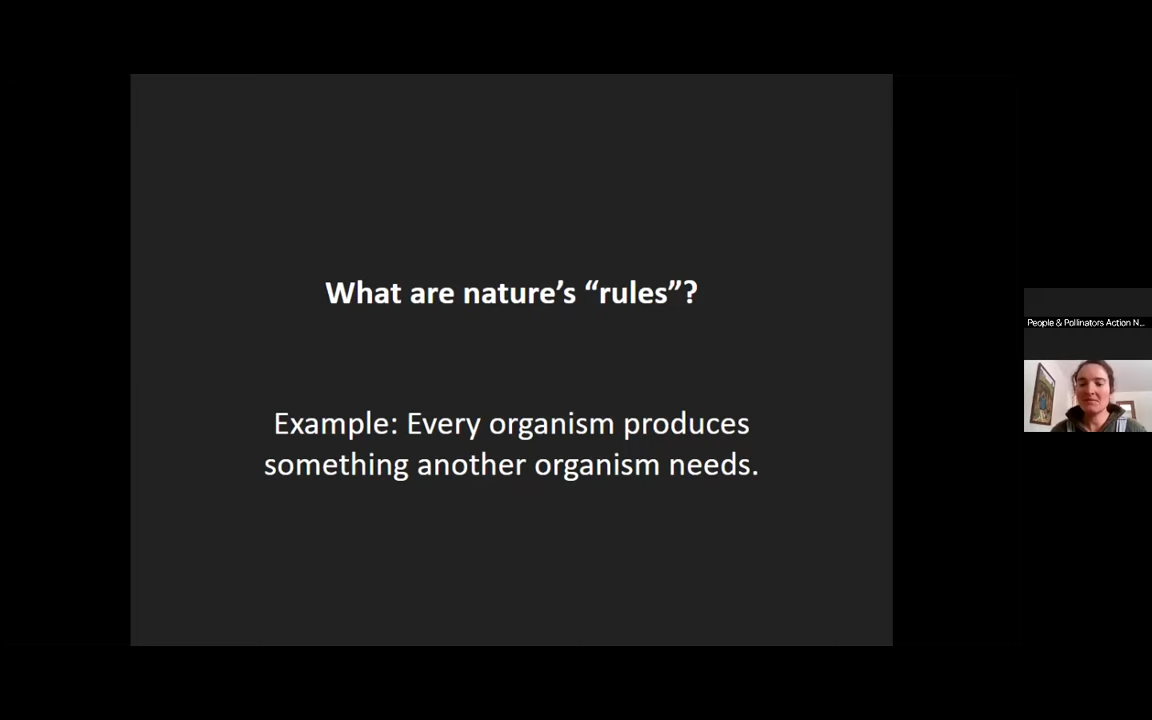 What are nature’s “rules”?
Example: Every organism produces
something another organism needs.
People & Pollinators Action N...